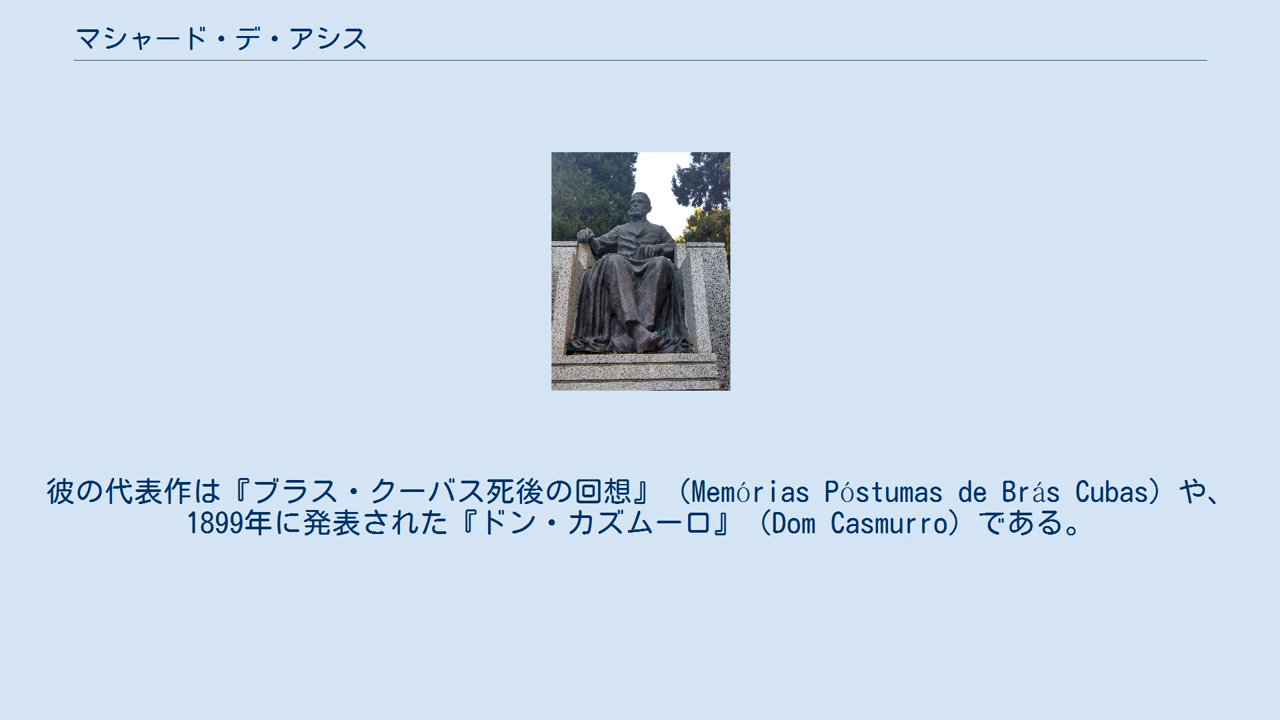 マシャード・デ・アシス
彼の代表作は『ブラス・クーバス死後の回想』（Memórias Póstumas de Brás Cubas）や、
1899年に発表された『ドン・カズムーロ』（Dom Casmurro）である。